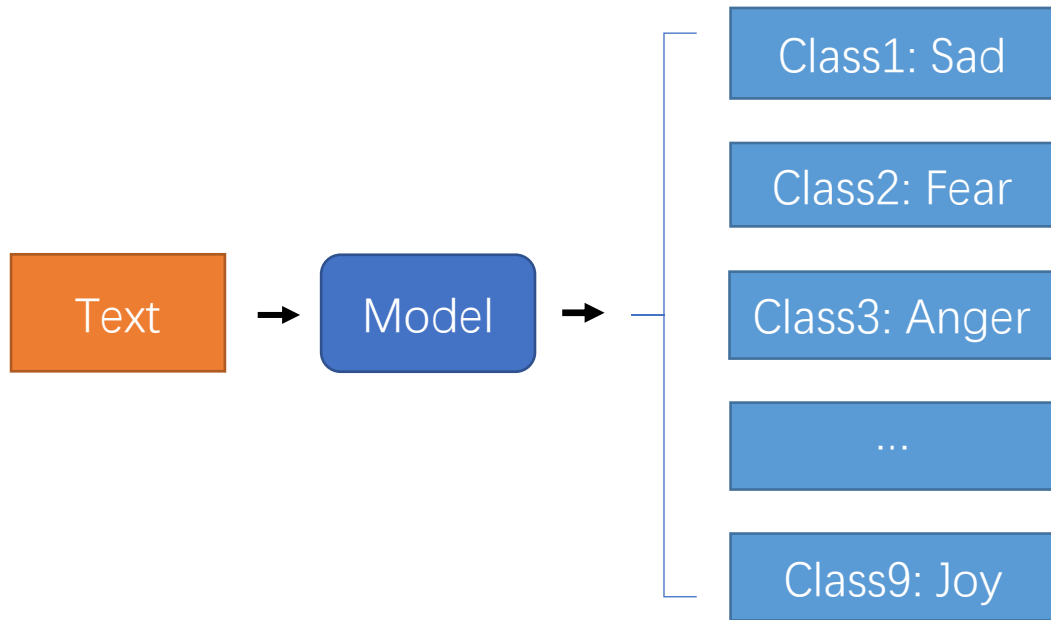 Text
Model
Class1: Sad
Class2: Fear
Class3: Anger
...
Class9: Joy